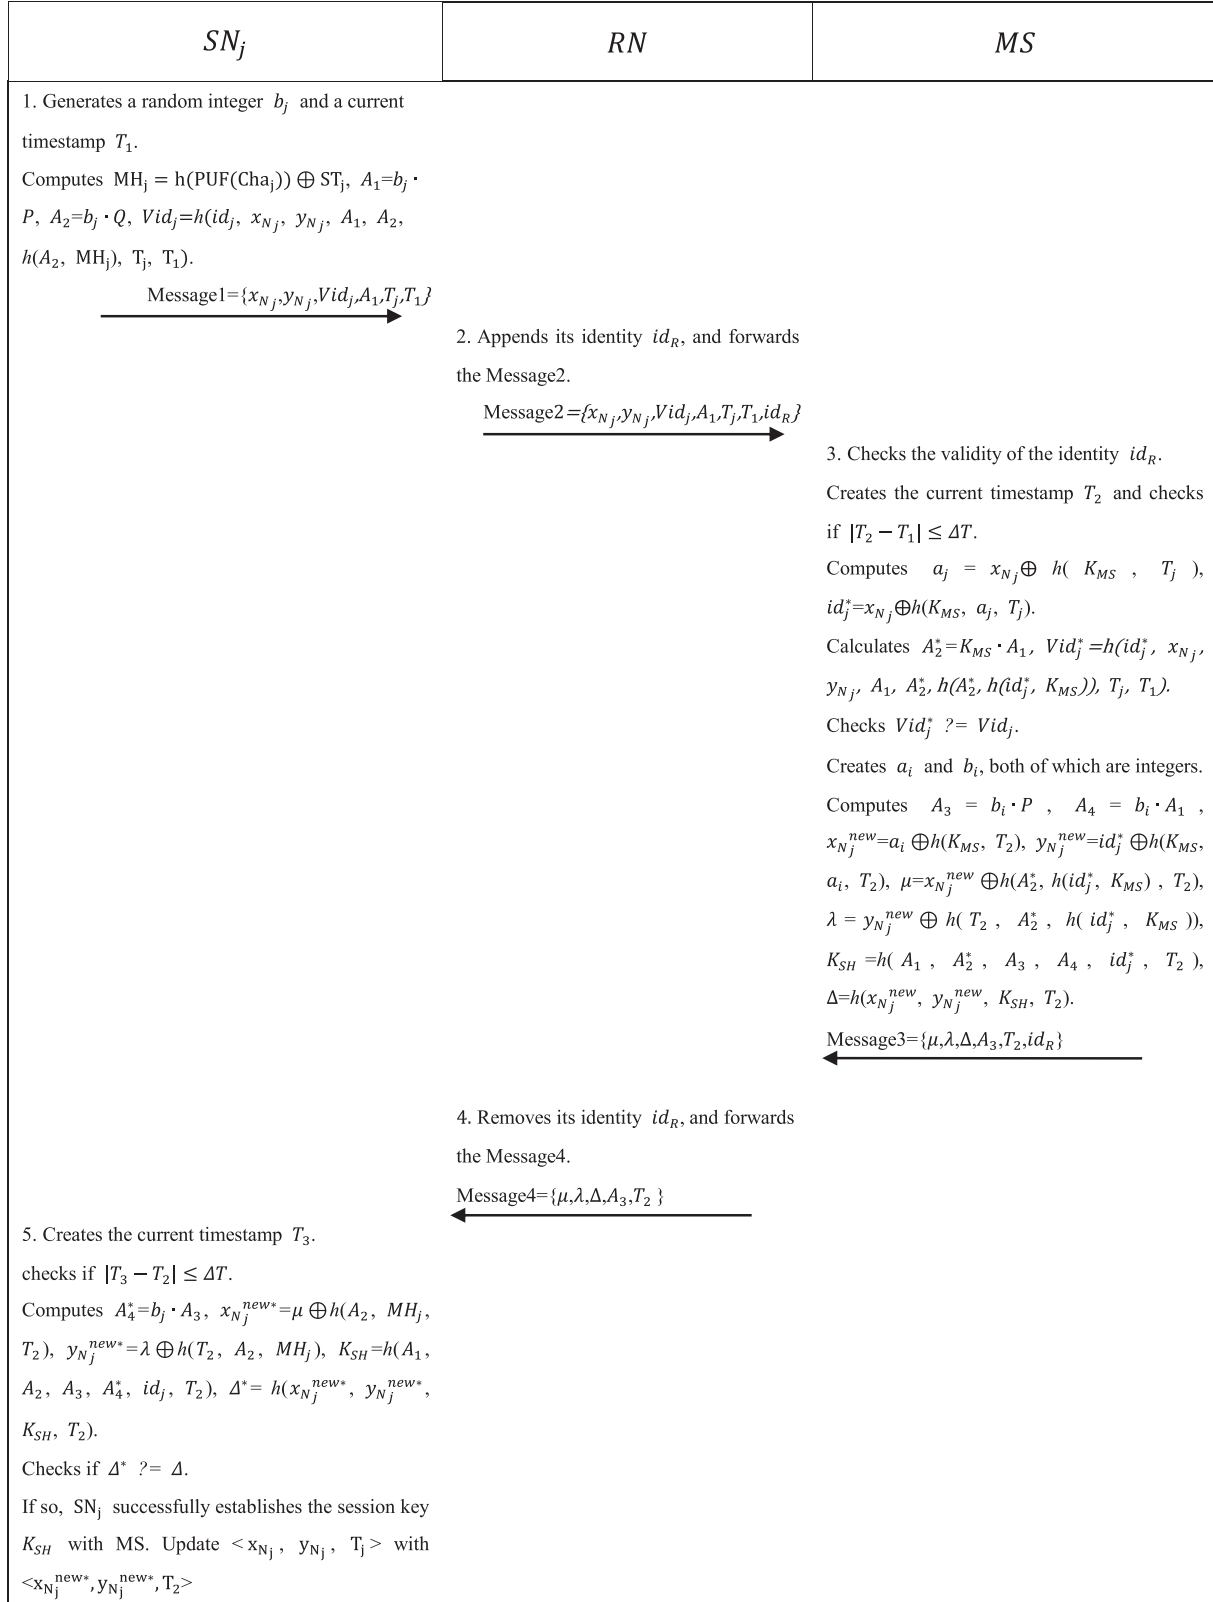 SN_j RN MS
1. Generates a random integer b_j and a current
timestamp T_1.
Computes MH_j = h(PUF(Cha_j)) ⊕ ST_j, A_1=b_j·
P, A_2=b_j·Q, Vid_j=h(id_j, x_{N_j}, y_{N_j}, A_1, A_2,
h(A_2, MH_j), T_j, T_1).
Message1={x_{N_j},y_{N_j},Vid_j,A_1,T_j,T_1}
2. Appends its identity id_R, and forwards
the Message2.
Message2={x_{N_j},y_{N_j},Vid_j,A_1,T_j,T_1,id_R}
3. Checks the validity of the identity id_R.
Creates the current timestamp T_2 and checks
if |T_2 − T_1| ≤ ΔT.
Computes a_j = x_{N_j}⊕ h( K_{MS} , T_j ),
id_j^*=x_{N_j}⊕h(K_{MS}, a_j, T_j).
Calculates A_2^*=K_{MS}·A_1, Vid_j^*=h(id_j^*, x_{N_j},
y_{N_j}, A_1, A_2^*, h(A_2^*, h(id_j^*, K_{MS})), T_j, T_1).
Checks Vid_j^* ?= Vid_j.
Creates a_i and b_i, both of which are integers.
Computes A_3 = b_i·P , A_4 = b_i·A_1 ,
x_{N_j}^{new}=a_i ⊕h(K_{MS}, T_2), y_{N_j}^{new}=id_j^* ⊕h(K_{MS},
a_i, T_2), μ=x_{N_j}^{new} ⊕h(A_2^*, h(id_j^*, K_{MS}) , T_2),
λ = y_{N_j}^{new} ⊕ h( T_2 , A_2^* , h( id_j^* , K_{MS} )),
K_{SH} =h( A_1 , A_2^* , A_3 , A_4 , id_j^* , T_2 ),
Δ=h(x_{N_j}^{new}, y_{N_j}^{new}, K_{SH}, T_2).
Message3={μ,λ,Δ,A_3,T_2,id_R}
4. Removes its identity id_R, and forwards
the Message4.
Message4={μ,λ,Δ,A_3,T_2 }
5. Creates the current timestamp T_3.
checks if |T_3 − T_2| ≤ ΔT.
Computes A_4^*=b_j·A_3, x_{N_j}^{new*}=μ ⊕h(A_2, MH_j,
T_2), y_{N_j}^{new*}=λ ⊕h(T_2, A_2, MH_j), K_{SH}=h(A_1,
A_2, A_3, A_4^*, id_j, T_2), Δ^*= h(x_{N_j}^{new*}, y_{N_j}^{new*},
K_{SH}, T_2).
Checks if Δ^* ?= Δ.
If so, SN_j successfully establishes the session key
K_{SH} with MS. Update < x_{N_j} , y_{N_j} , T_j > with
<x_{N_j}^{new*}, y_{N_j}^{new*}, T_2>